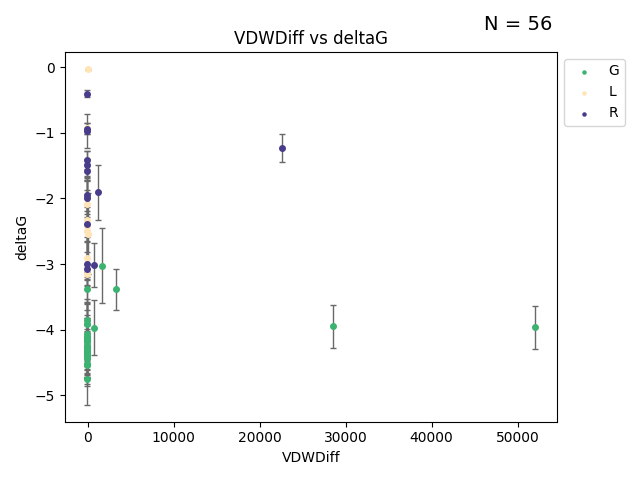 N = 56
VDWDiff vs deltaG
G
L
R
deltaG
0
−1
−2
−3
−4
−5
0
10000
20000
30000
40000
50000
VDWDiff